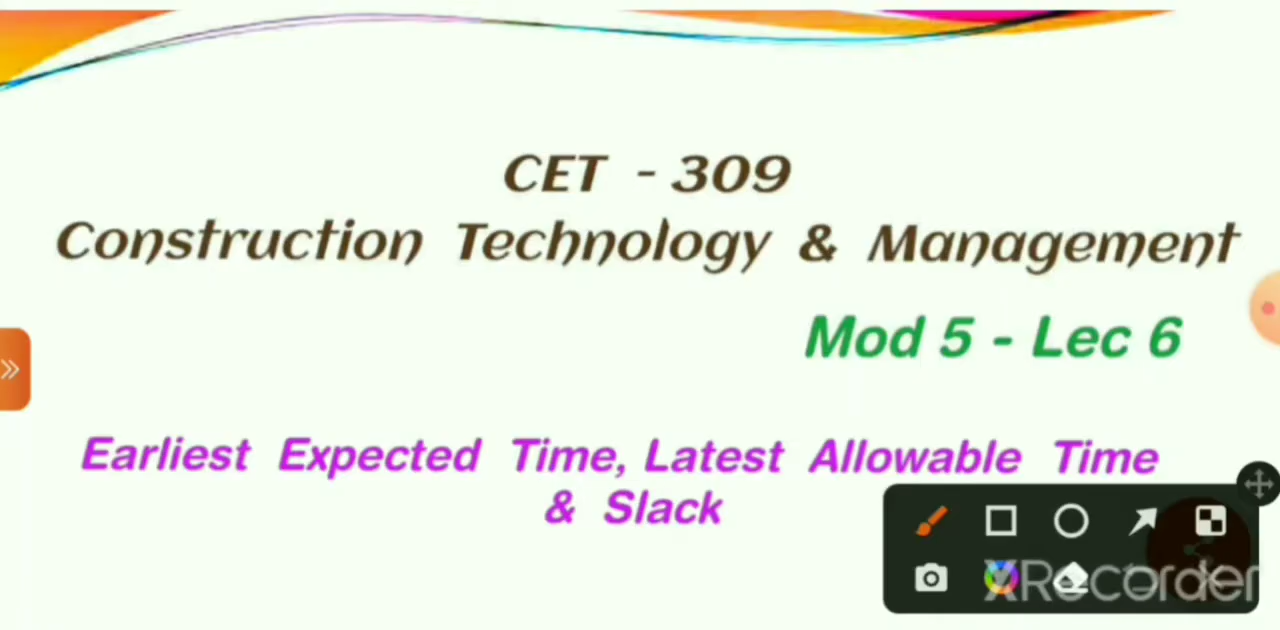 CET - 309
Construction Technology & Management
Mod 5 - Lec 6
Earliest Expected Time, Latest Allowable Time
& Slack
XRecorder